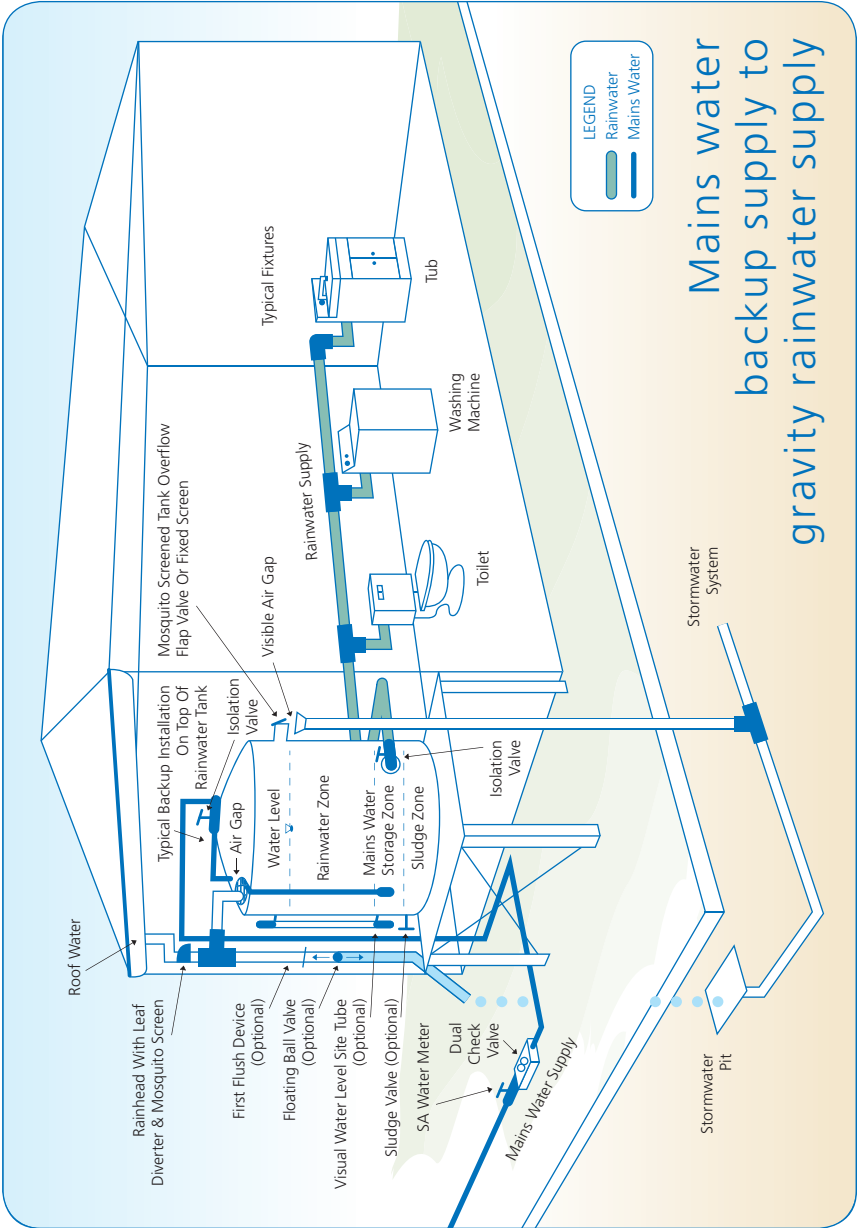 Roof Water
Rainhead With Leaf
Diverter & Mosquito Screen
First Flush Device
(Optional)
Floating Ball Valve
(Optional)
Visual Water Level Site Tube
(Optional)
Sludge Valve (Optional)
SA Water Meter
Dual
Check
Valve
Mains Water Supply
Stormwater
Pit
Typical Backup Installation
On Top Of
Rainwater Tank
Isolation
Valve
Air Gap
Water Level
Rainwater Zone
Mains Water
Storage Zone
Sludge Zone
Mosquito Screened Tank Overflow
Flap Valve Or Fixed Screen
Visible Air Gap
Isolation
Valve
Rainwater Supply
Toilet
Washing
Machine
Typical Fixtures
Tub
Stormwater
System
LEGEND
Rainwater
Mains Water
Mains water
backup supply to
gravity rainwater supply